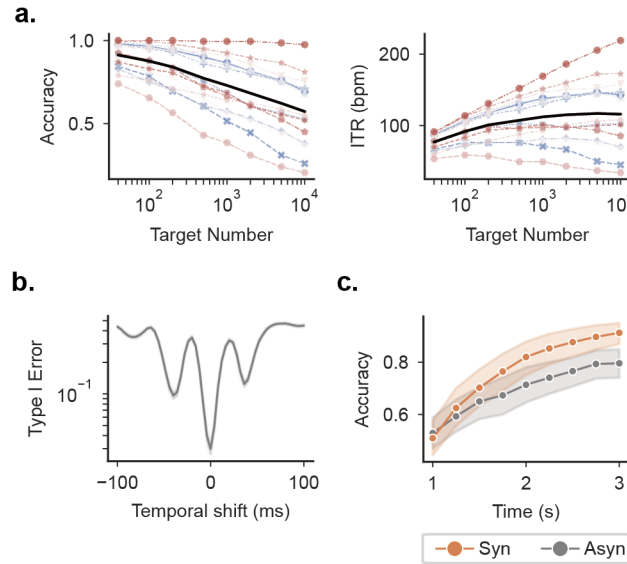 a.
1.0
0.5
Accuracy
10²
10³
10⁴
Target Number
200
100
ITR (bpm)
10²
10³
10
Target Number
b.
10⁻¹
Type I Error
−100
0
100
Temporal shift (ms)
c.
0.8
0.6
Accuracy
1
2
3
Time (s)
Syn
Asyn